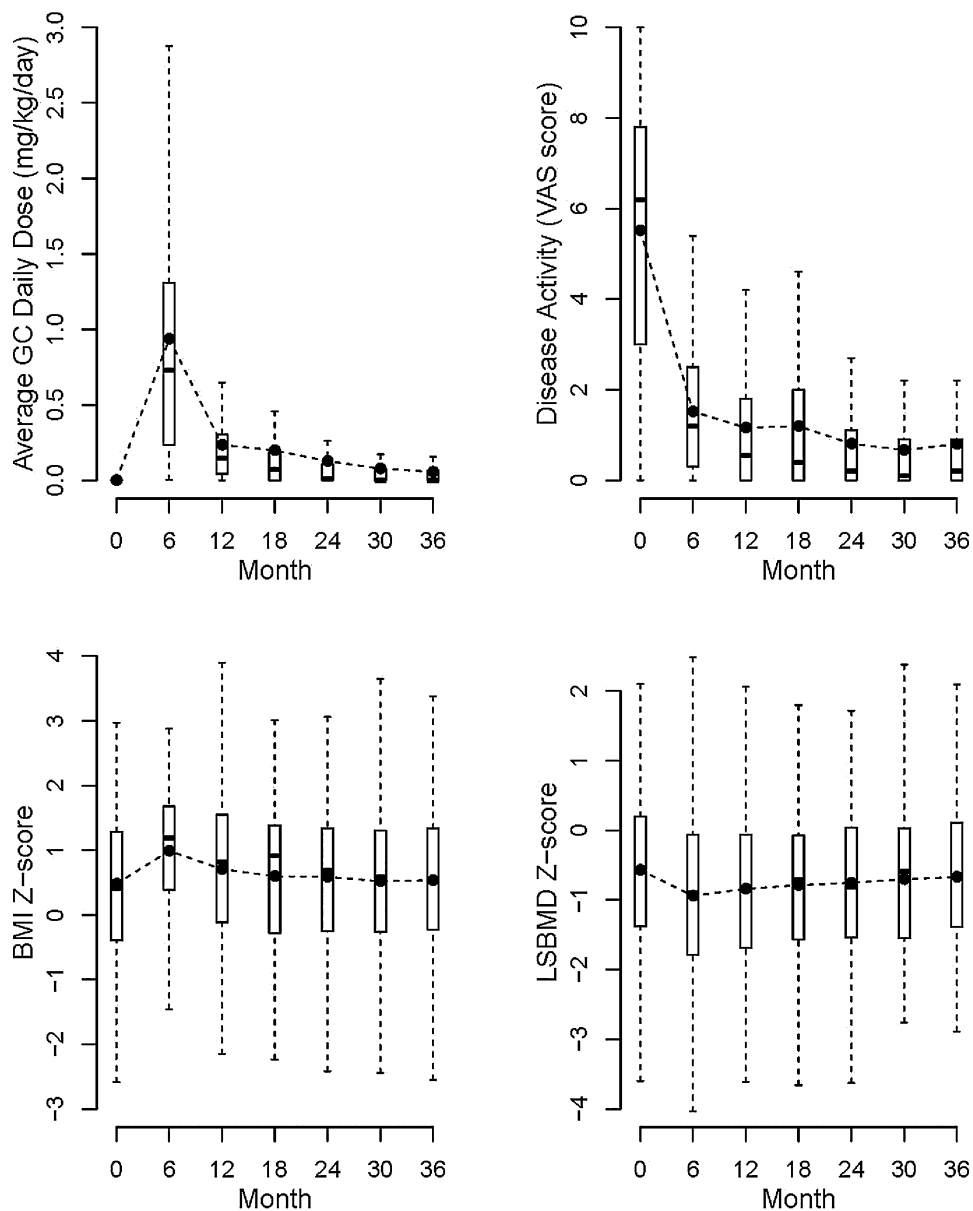 Average GC Daily Dose (mg/kg/day)
3.0
2.5
2.0
1.5
1.0
0.5
0.0
0 6 12 18 24 30 36
Month
Disease Activity (VAS score)
10
8
6
4
2
0
0 6 12 18 24 30 36
Month
BMI Z-score
4
3
2
1
0
−1
−2
−3
0 6 12 18 24 30 36
Month
LSBMD Z-score
2
1
0
−1
−2
−3
−4
0 6 12 18 24 30 36
Month